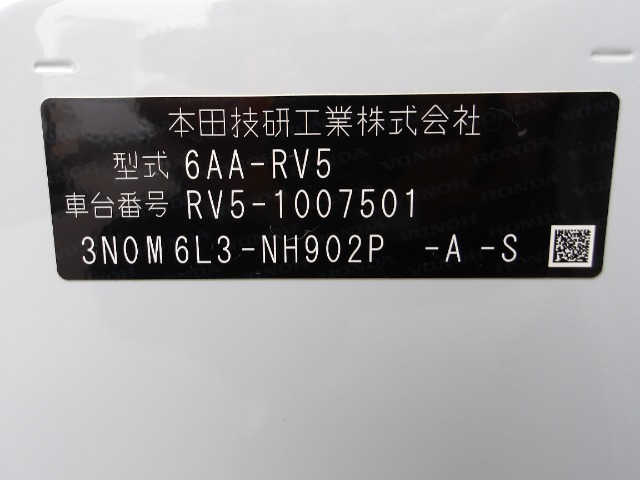 本田技研工業株式会社
型式 6AA-RV5
車台番号 RV5-1007501
3N0M6L3-NH902P -A -S